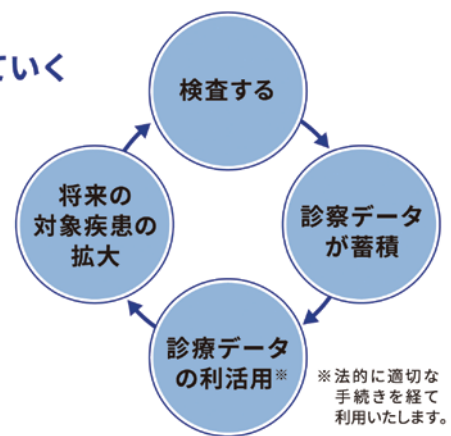 ていく
検査する
診察データ
が蓄積
診療データ
の利活用※
将来の
対象疾患の
拡大
※法的に適切な
手続きを経て
利用いたします。